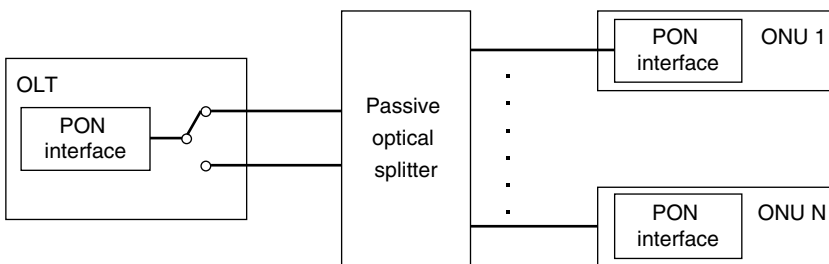 OLT
PON
interface
Passive
optical
splitter
PON
interface
ONU 1
PON
interface
ONU N